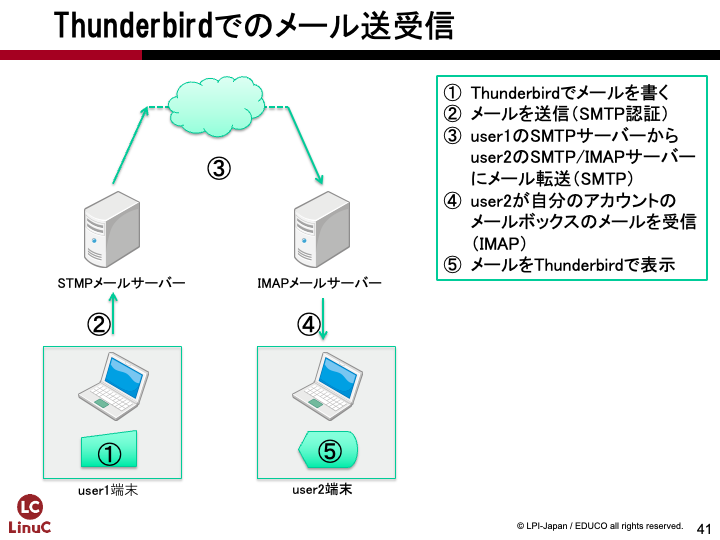 Thunderbirdでのメール送受信
① Thunderbirdでメールを書く
② メールを送信(SMTP認証)
③ user1のSMTPサーバーから
user2のSMTP/IMAPサーバー
にメール転送(SMTP)
④ user2が自分のアカウントの
メールボックスのメールを受信
(IMAP)
⑤ メールをThunderbirdで表示
③
STMPメールサーバー
IMAPメールサーバー
②
④
①
⑤
user1端末
user2端末
LC
LinuC
© LPI-Japan / EDUCO all rights reserved.
41